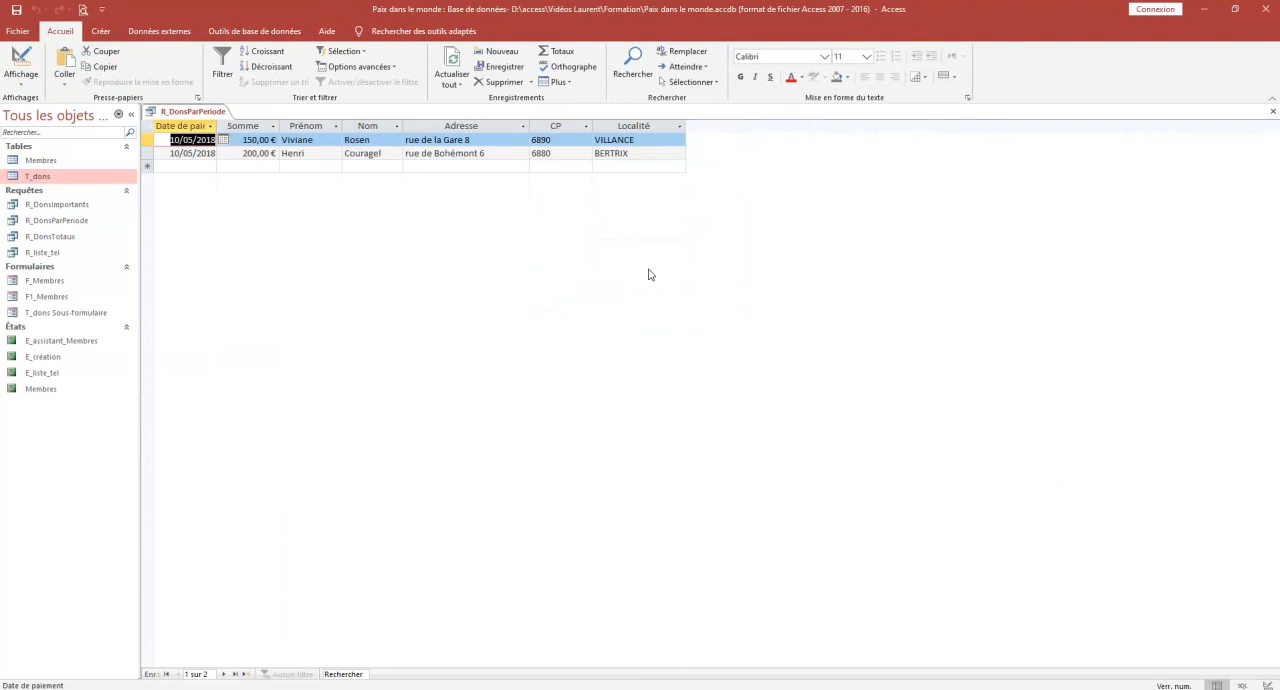 Paix dans le monde : Base de données- D:\access\Vidéos Laurent\Formation\Paix dans le monde.accdb (format de fichier Access 2007 - 2016) - Access
Connexion
Fichier Accueil Créer Données externes Outils de base de données Aide Rechercher des outils adaptés
Affichage
Affichages
Coller
Couper
Copier
Reproduire la mise en forme
Presse-papiers
Filtrer
Croissant
Décroissant
Supprimer un tri
Sélection
Options avancées
Activer/désactiver le filtre
Trier et filtrer
Actualiser
tout
Nouveau
Enregistrer
Supprimer
Totaux
Orthographe
Plus
Enregistrements
Rechercher
Remplacer
Atteindre
Sélectionner
Rechercher
Calibri 11
G I S
Mise en forme du texte
Tous les objets ...
Rechercher...
Tables
Membres
T_dons
Requêtes
R_DonsImportants
R_DonsParPeriode
R_DonsTotaux
R_liste_tel
Formulaires
F_Membres
F1_Membres
T_dons Sous-formulaire
États
E_assistant_Membres
E_création
E_liste_tel
Membres
R_DonsParPeriode
Date de paie Somme Prénom Nom Adresse CP Localité
10/05/2018 150,00 € Viviane Rosen rue de la Gare 8 6890 VILLANCE
10/05/2018 200,00 € Henri Couragel rue de Bohémont 6 6880 BERTRIX
Enr : 1 sur 2 Aucun filtre Rechercher
Date de paiement
Verr. num.
SQL